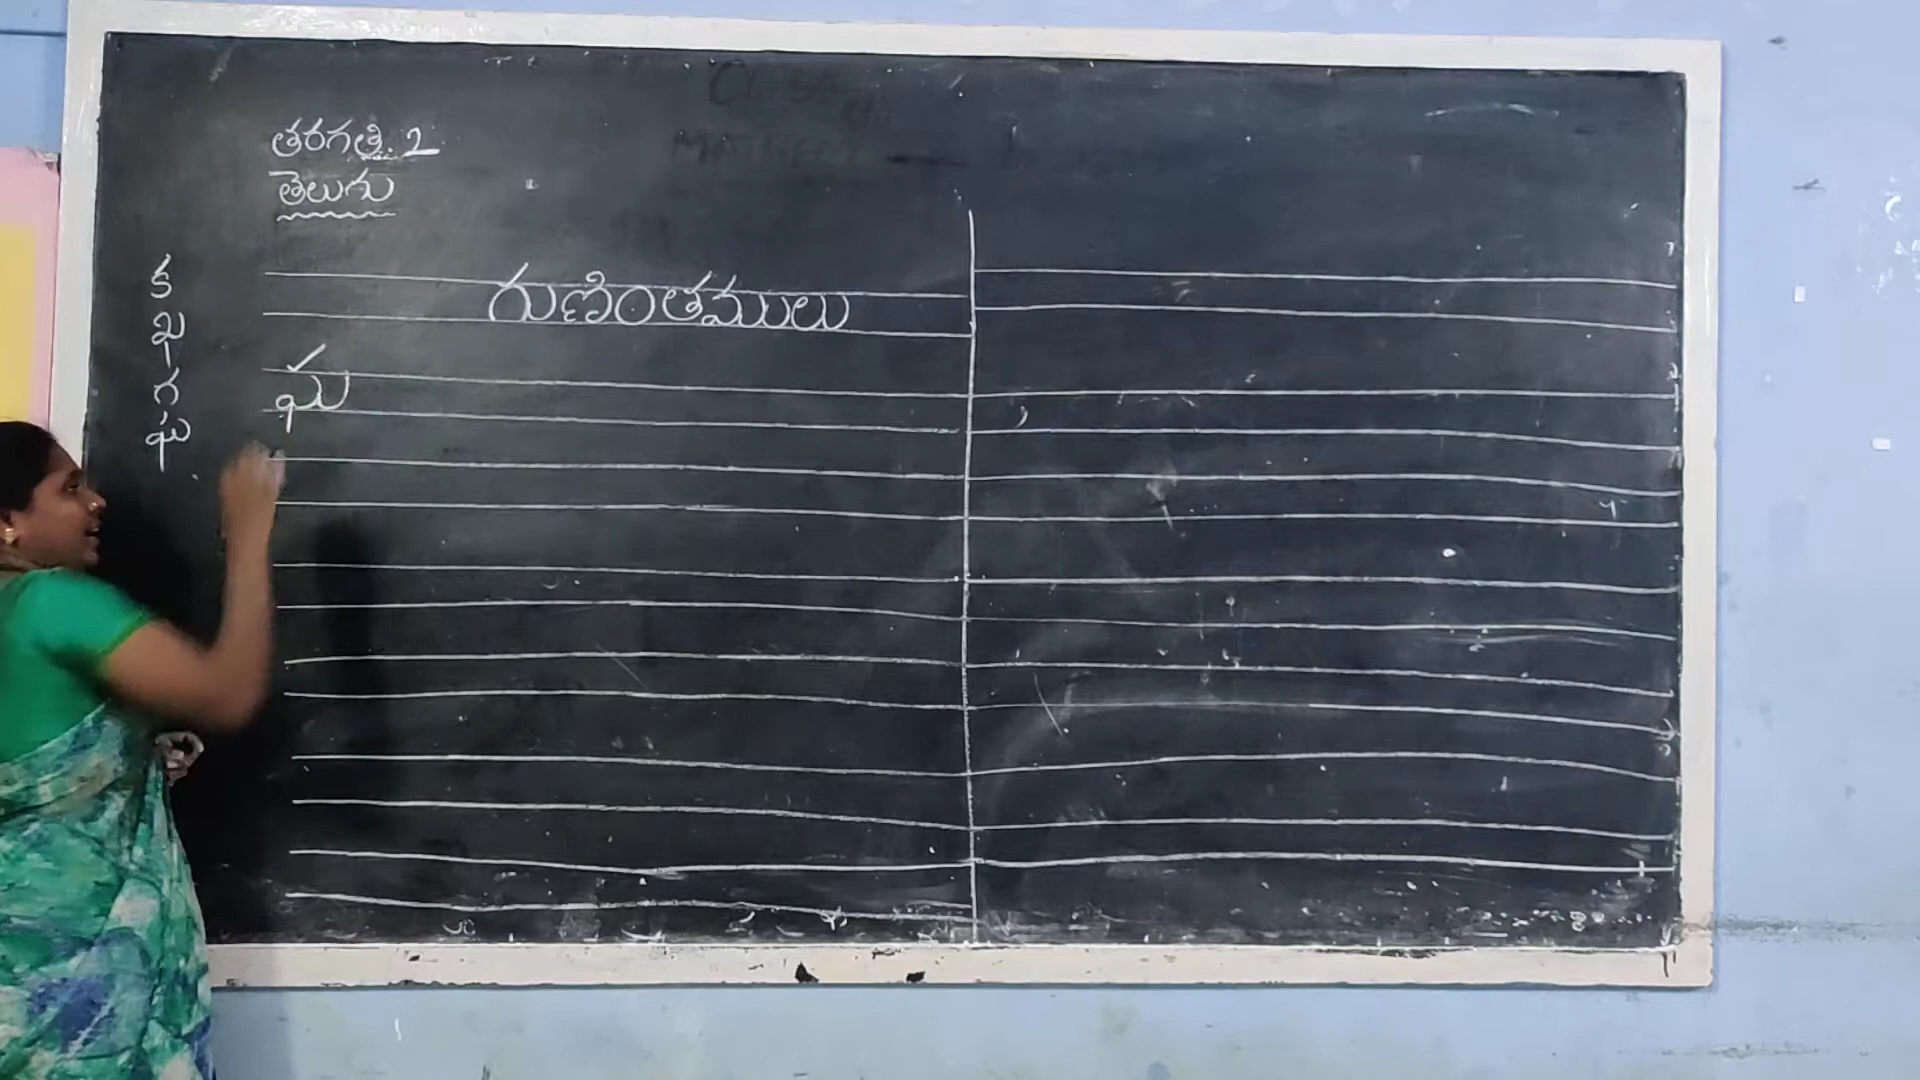 తరగతి. 2
తెలుగు
గుణింతములు
క
ఖ
గ
ఘ
ఘ